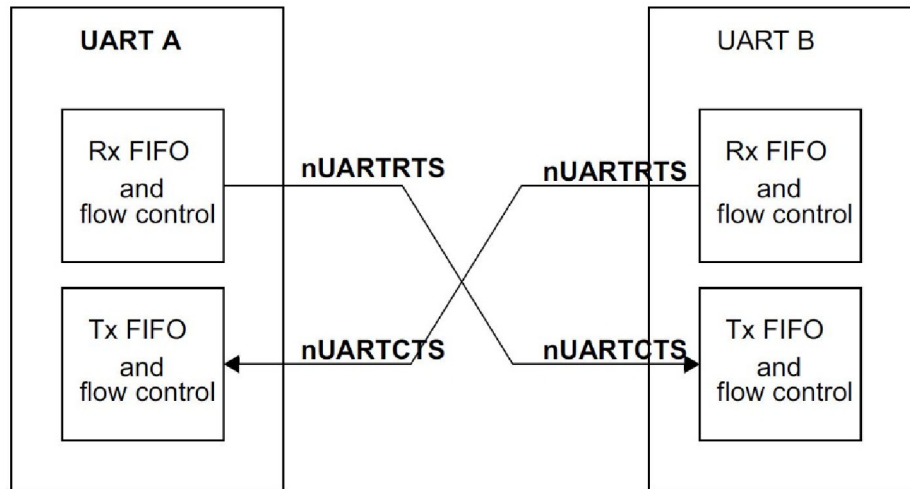 UART A
UART B
Rx FIFO
and
flow control
nUARTRTS
nUARTRTS
Rx FIFO
and
flow control
Tx FIFO
and
flow control
nUARTCTS
nUARTCTS
Tx FIFO
and
flow control